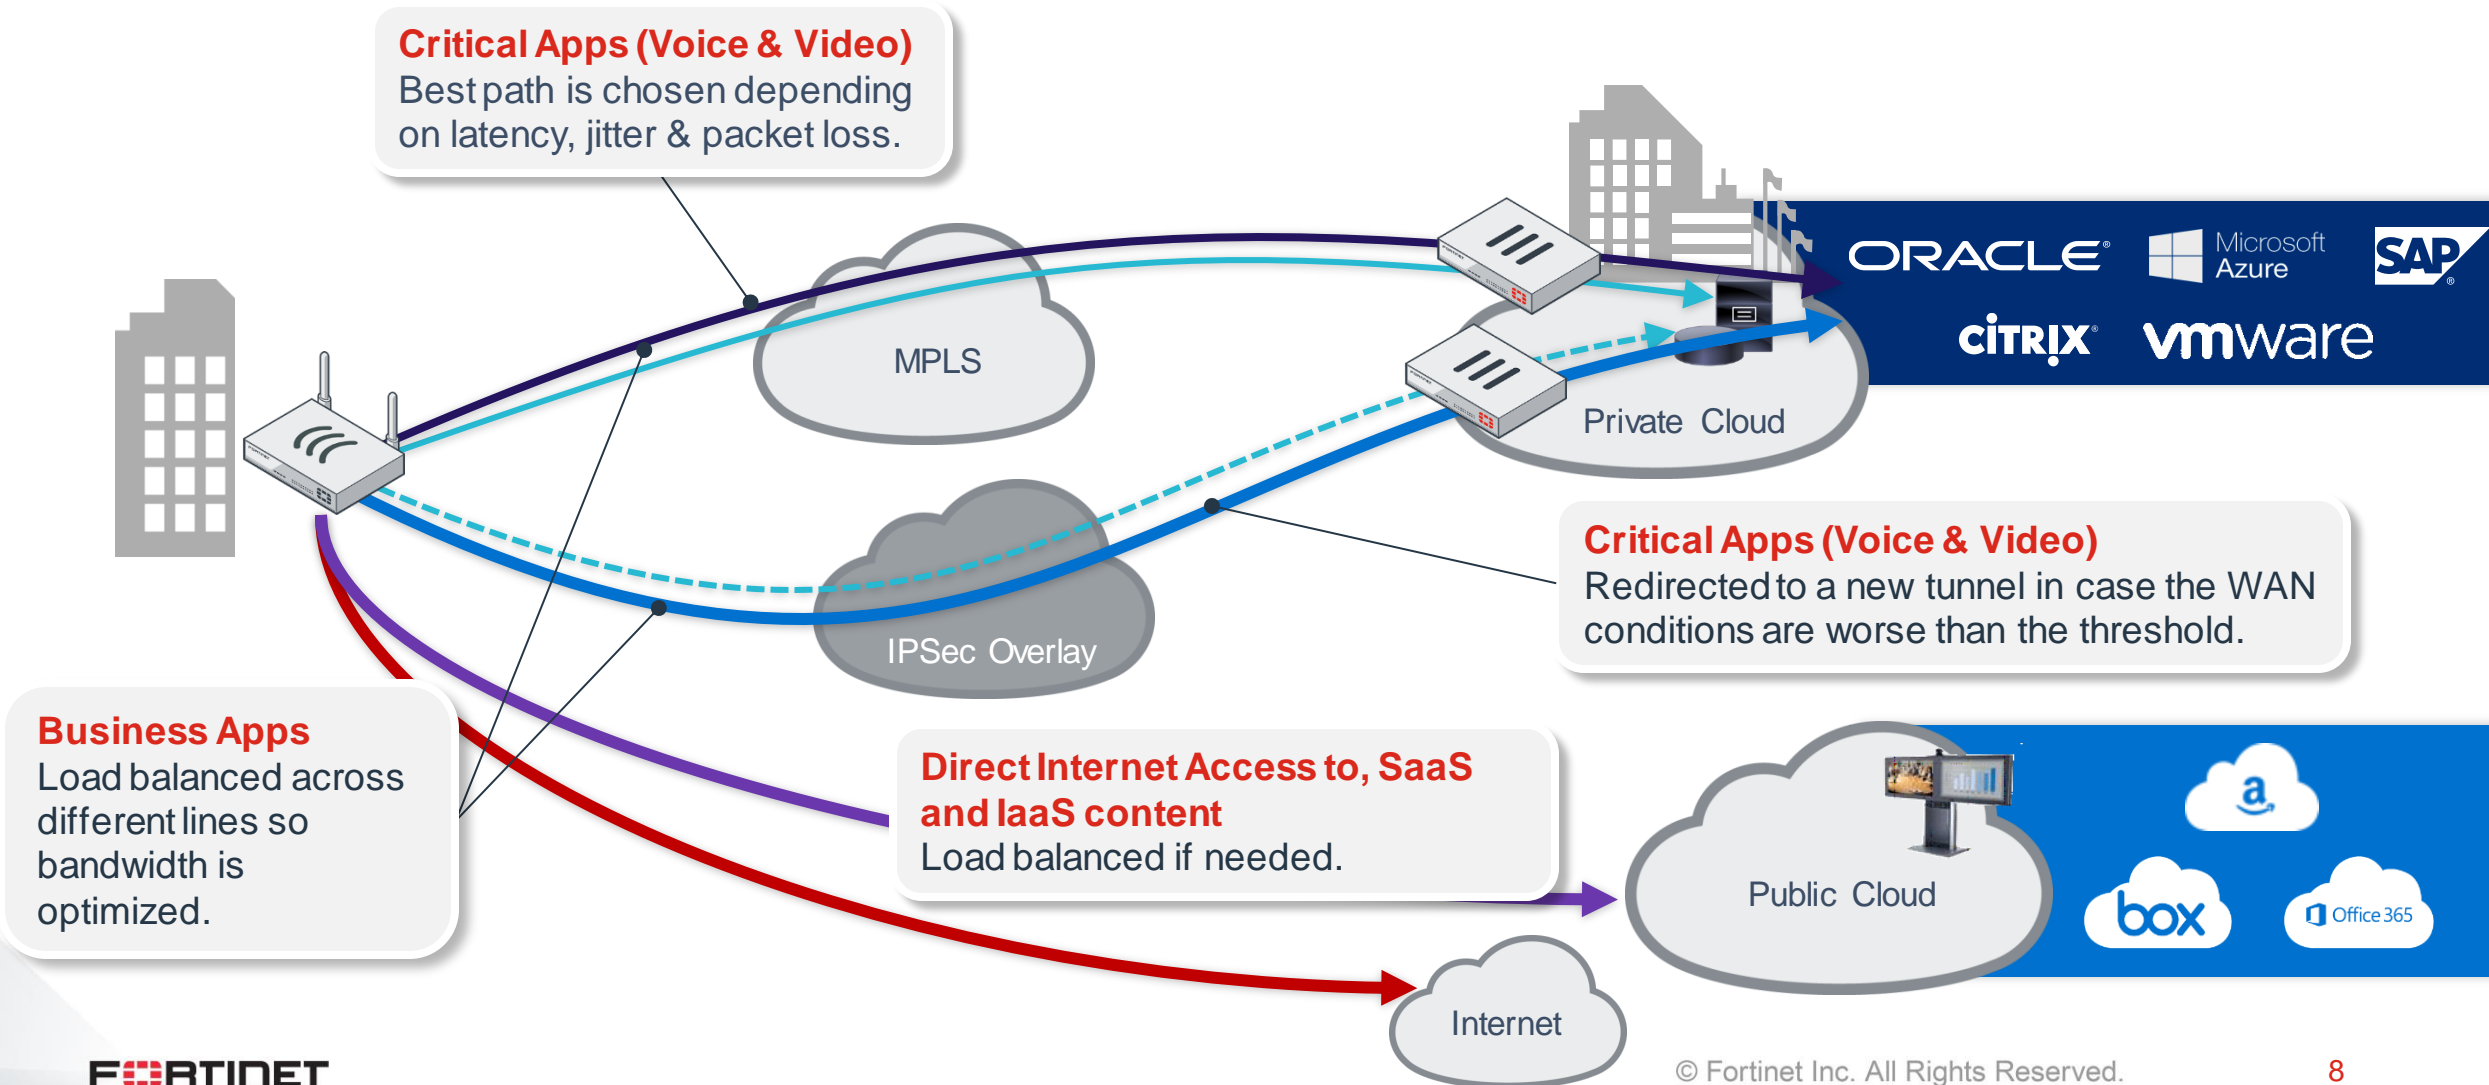 Critical Apps (Voice & Video)
Best path is chosen depending
on latency, jitter & packet loss.
ORACLE®
Microsoft
Azure
SAP®
CİTRIX®
vmware
MPLS
Private Cloud
Critical Apps (Voice & Video)
Redirected to a new tunnel in case the WAN
conditions are worse than the threshold.
IPSec Overlay
Business Apps
Load balanced across
different lines so
bandwidth is
optimized.
Direct Internet Access to, SaaS
and IaaS content
Load balanced if needed.
a
Public Cloud
box
Office 365
Internet
FORTINET
© Fortinet Inc. All Rights Reserved.
8